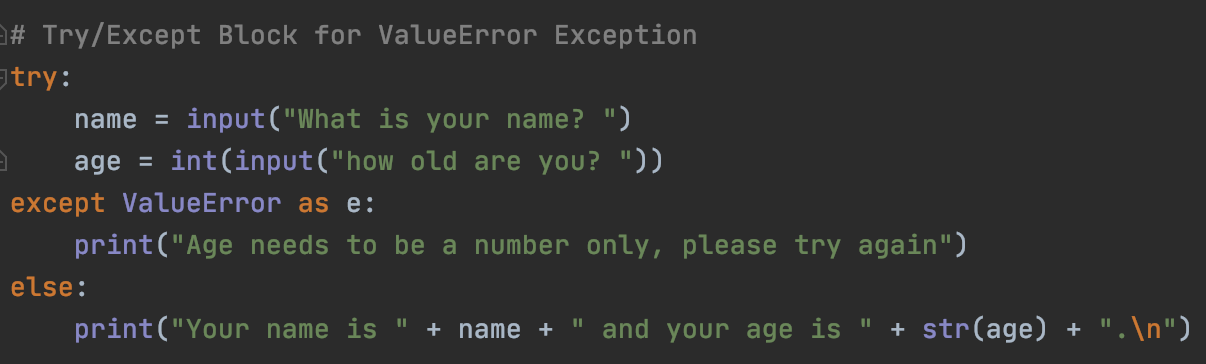 # Try/Except Block for ValueError Exception
try:
    name = input("What is your name? ")
    age = int(input("how old are you? "))
except ValueError as e:
    print("Age needs to be a number only, please try again")
else:
    print("Your name is " + name + " and your age is " + str(age) + ".\n")